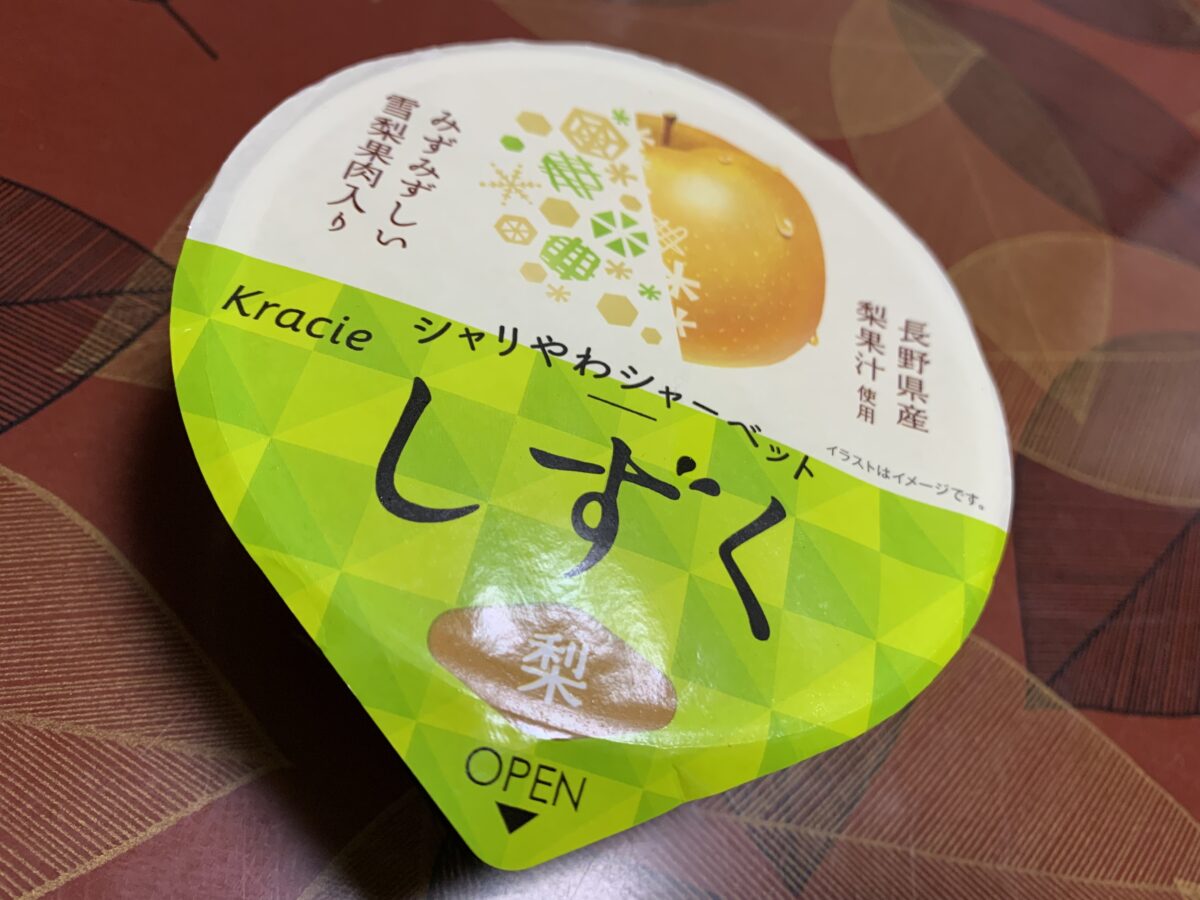 みずみずしい
雪梨果肉入り
長野県産
梨果汁使用
Kracie
シャリやわシャーベット
イラストはイメージです。
しずく
梨
OPEN